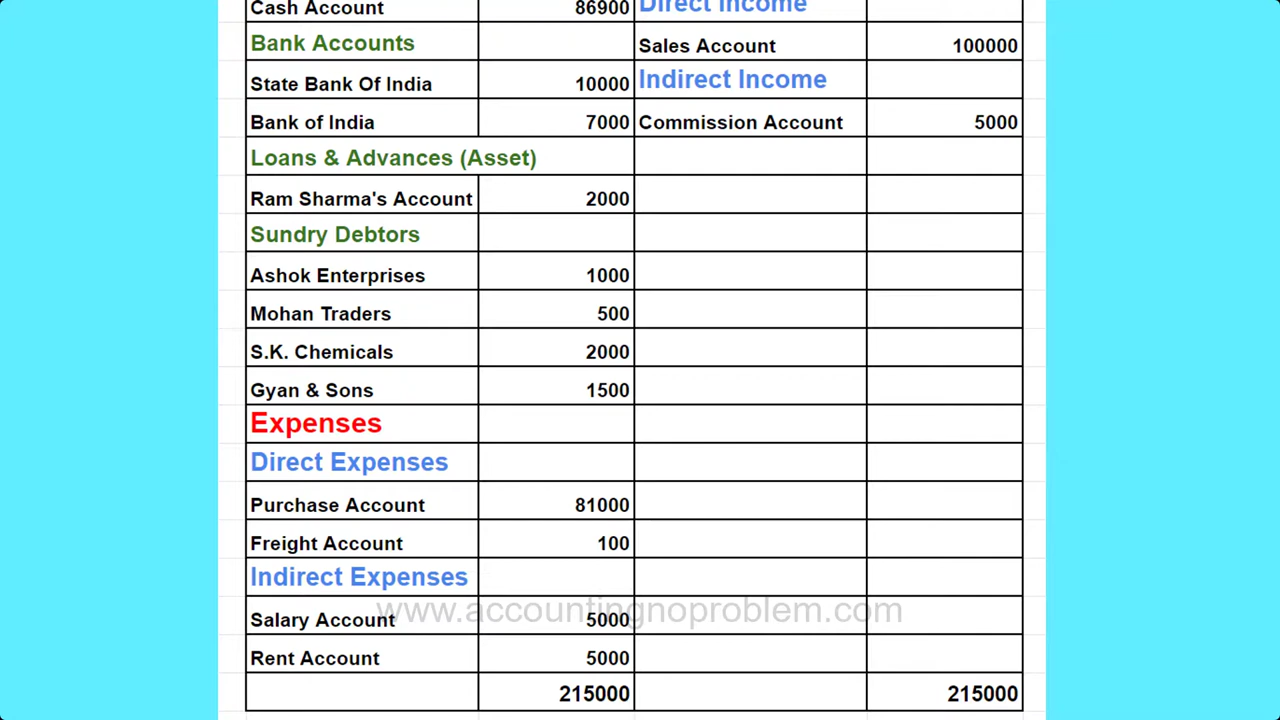 Cash Account 86900 Direct Income
Bank Accounts Sales Account 100000
State Bank Of India 10000 Indirect Income
Bank of India 7000 Commission Account 5000
Loans & Advances (Asset)
Ram Sharma's Account 2000
Sundry Debtors
Ashok Enterprises 1000
Mohan Traders 500
S.K. Chemicals 2000
Gyan & Sons 1500
Expenses
Direct Expenses
Purchase Account 81000
Freight Account 100
Indirect Expenses
www.accountingnoproblem.com
Salary Account 5000
Rent Account 5000
215000 215000